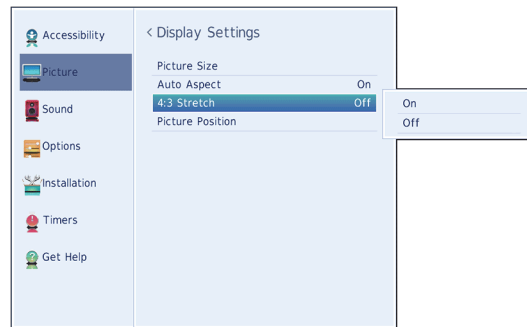 Accessibility
Picture
Sound
Options
Installation
Timers
Get Help
< Display Settings
Picture Size
Auto Aspect On
4:3 Stretch Off
Picture Position
On
Off